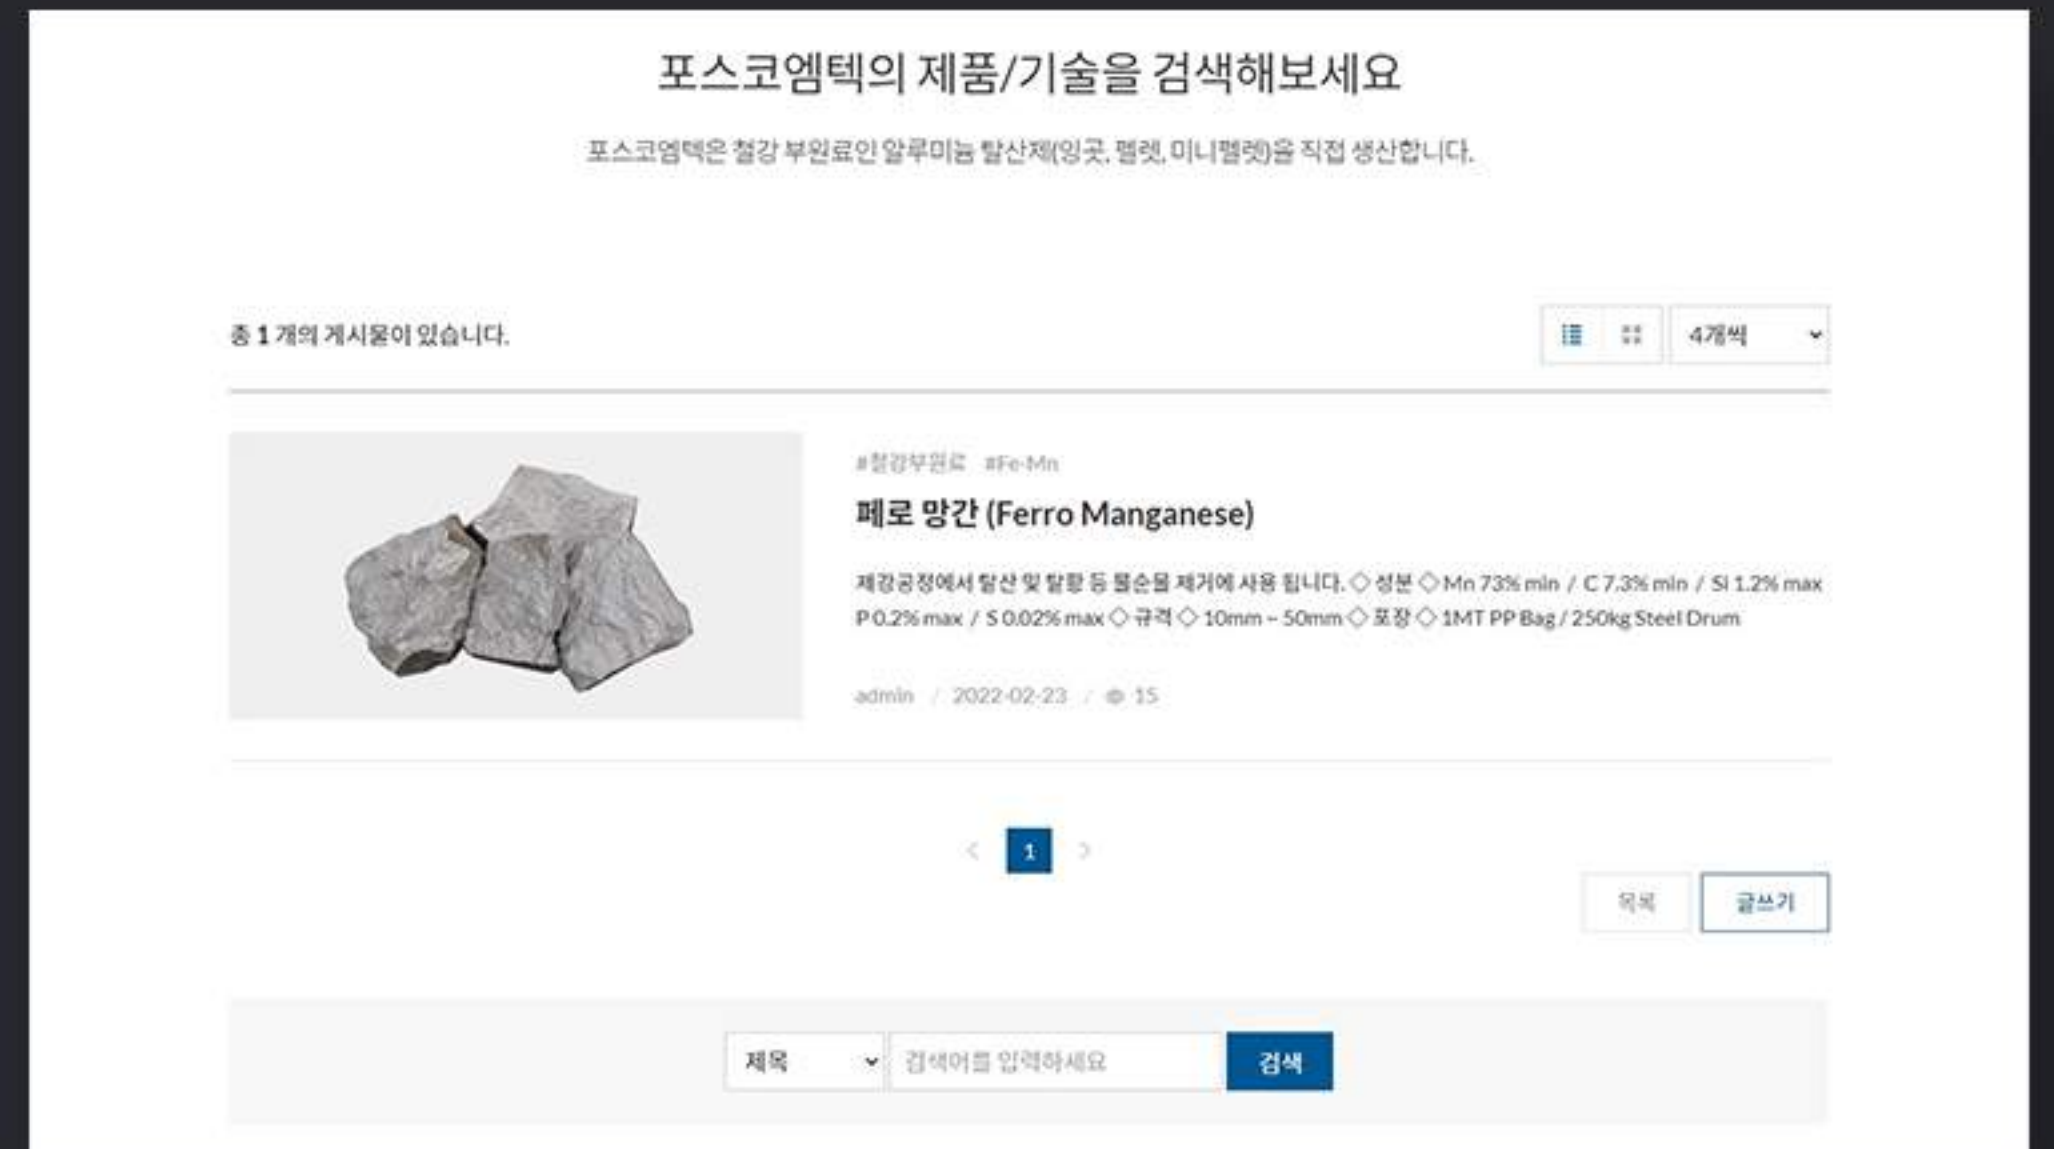 포스코엠텍의 제품/기술을 검색해보세요
포스코엠텍은 철강 부원료인 알루미늄 탈산제(잉곳, 펠렛, 미니펠렛)을 직접 생산합니다.
총 1 개의 게시물이 있습니다.
4개씩
#철강부원료 #Fe-Mn
페로 망간 (Ferro Manganese)
제강공정에서 탈산 및 탈황 등 불순물 제거에 사용 됩니다. ◇ 성분 ◇ Mn 73% min / C 7.3% min / Si 1.2% max
P 0.2% max / S 0.02% max ◇ 규격 ◇ 10mm ~ 50mm ◇ 포장 ◇ 1MT PP Bag / 250kg Steel Drum
admin / 2022-02-23 / 15
< 1 >
목록 글쓰기
제목 검색어를 입력하세요 검색